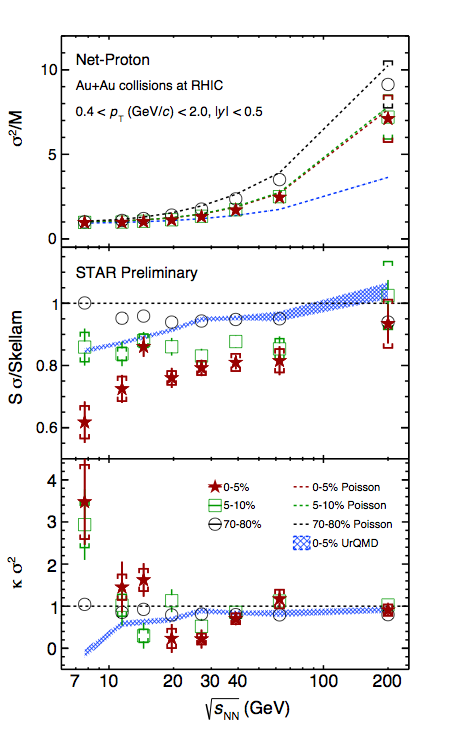 Net-Proton
Au+Au collisions at RHIC
0.4 < p_T (GeV/c) < 2.0, |y| < 0.5
10
5
0
σ²/M
STAR Preliminary
1
0.8
0.6
S σ/Skellam
4
3
2
1
0
κ σ²
0-5%
0-5% Poisson
5-10%
5-10% Poisson
70-80%
70-80% Poisson
0-5% UrQMD
7 10 20 30 40 100 200
√s_NN (GeV)